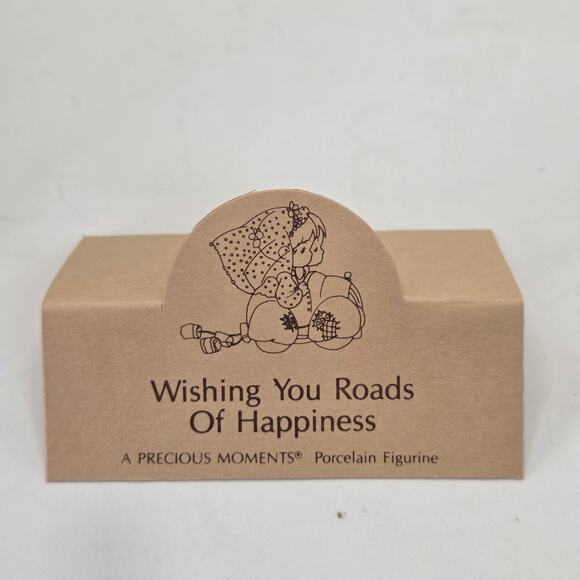 Wishing You Roads
Of Happiness
A PRECIOUS MOMENTS® Porcelain Figurine